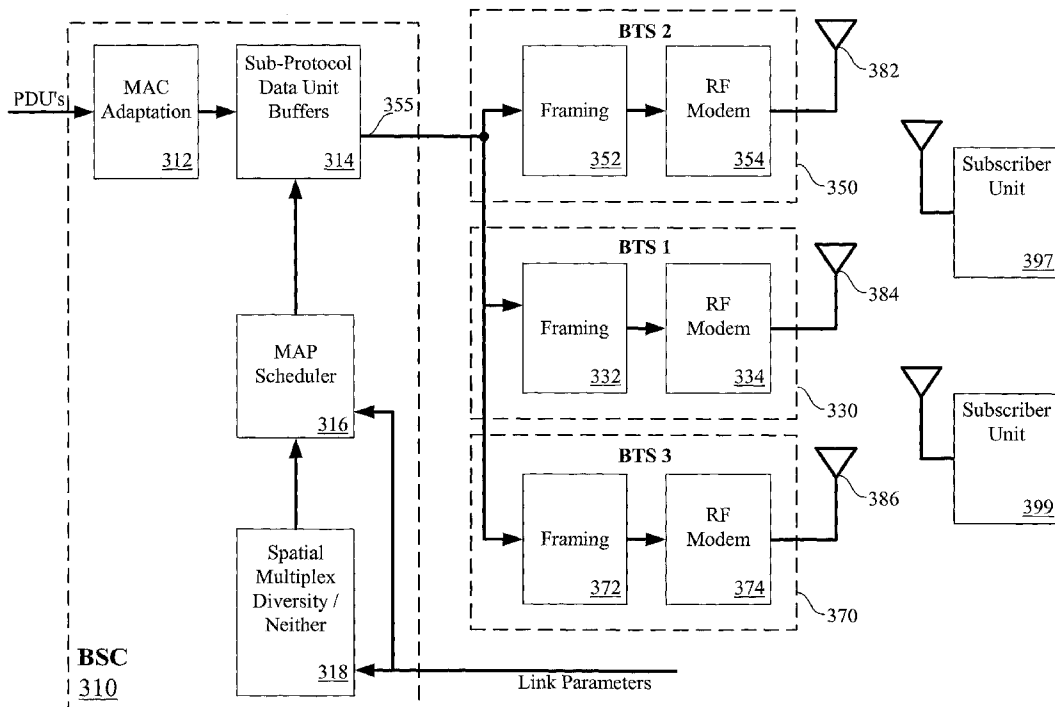 PDU's
MAC
Adaptation
312
Sub-Protocol
Data Unit
Buffers
314
355
MAP
Scheduler
316
Spatial
Multiplex
Diversity /
Neither
318
BSC
310
Link Parameters
BTS 2
Framing
352
RF
Modem
354
350
382
BTS 1
Framing
332
RF
Modem
334
330
384
BTS 3
Framing
372
RF
Modem
374
370
386
Subscriber
Unit
397
Subscriber
Unit
399